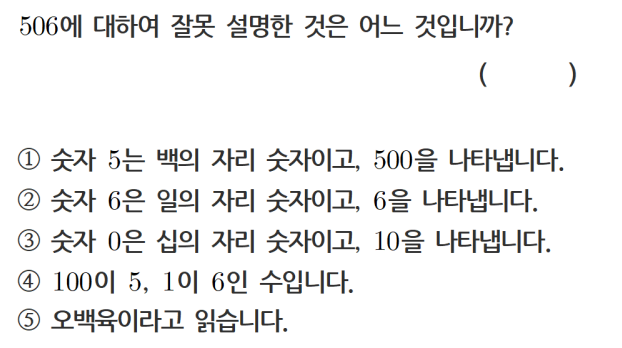 506에 대하여 잘못 설명한 것은 어느 것입니까?
(          )
① 숫자 5는 백의 자리 숫자이고, 500을 나타냅니다.
② 숫자 6은 일의 자리 숫자이고, 6을 나타냅니다.
③ 숫자 0은 십의 자리 숫자이고, 10을 나타냅니다.
④ 100이 5, 1이 6인 수입니다.
⑤ 오백육이라고 읽습니다.